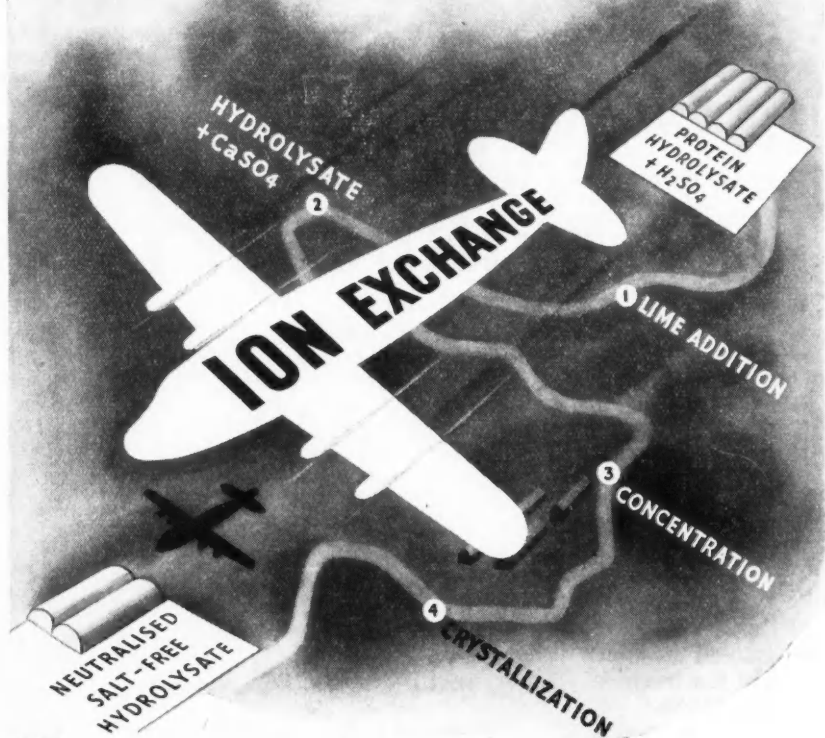 PROTEIN
HYDROLYSATE
+ H₂SO₄
1 LIME ADDITION
HYDROLYSATE
+ CaSO₄
2
ION EXCHANGE
3 CONCENTRATION
4 CRYSTALLIZATION
NEUTRALISED
SALT-FREE
HYDROLYSATE